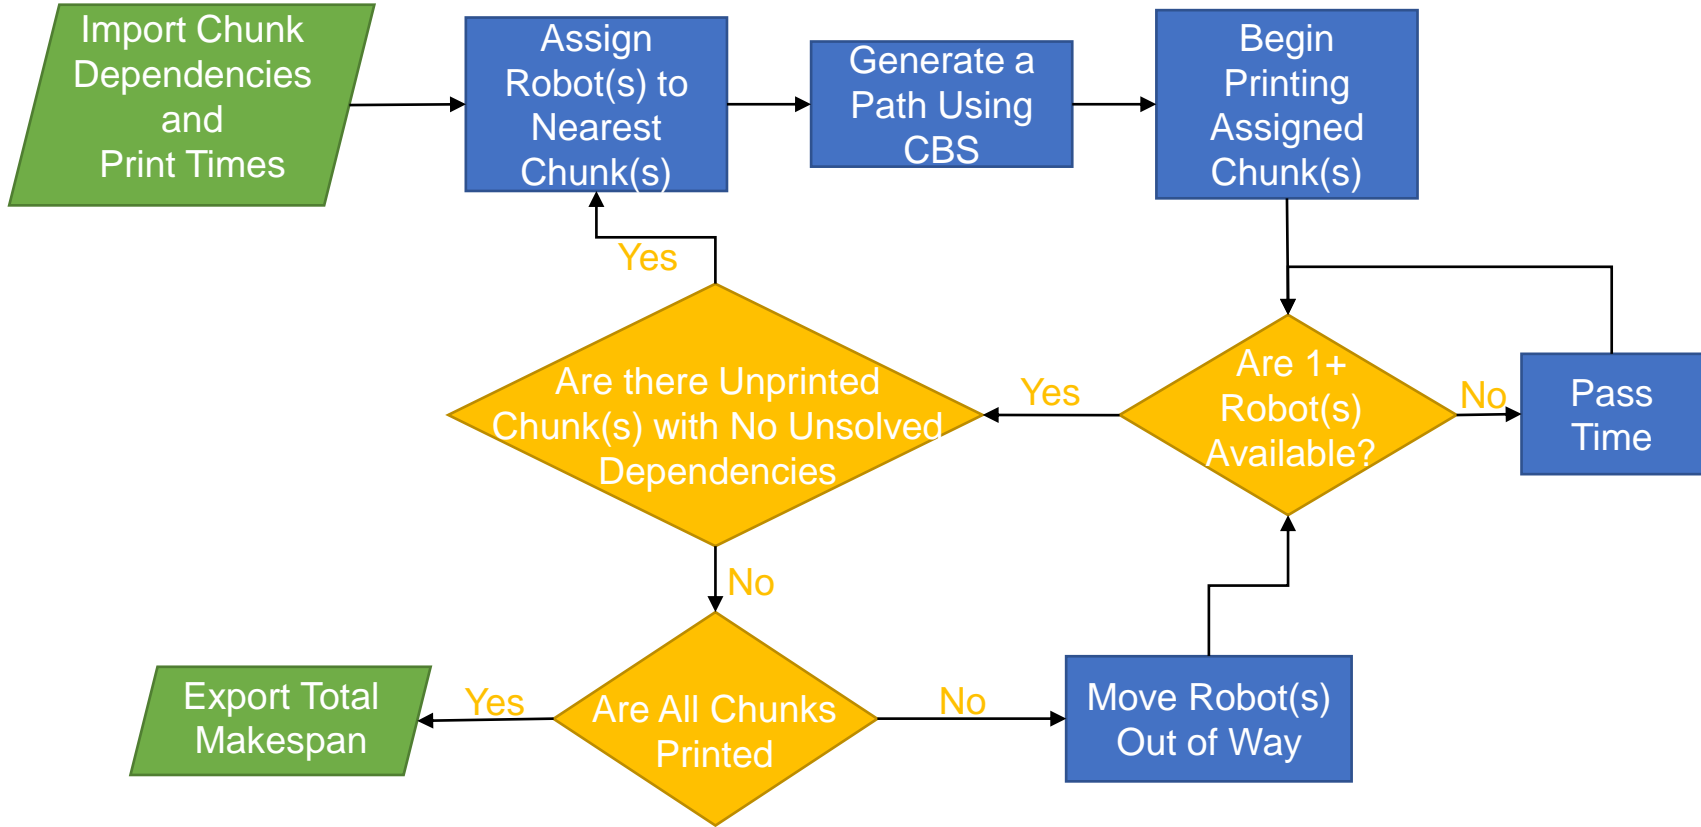 Import Chunk
Dependencies
and
Print Times
Assign
Robot(s) to
Nearest
Chunk(s)
Generate a
Path Using
CBS
Begin
Printing
Assigned
Chunk(s)
Yes
Are there Unprinted
Chunk(s) with No Unsolved
Dependencies
Yes
Are 1+
Robot(s)
Available?
No
Pass
Time
No
Export Total
Makespan
Yes
Are All Chunks
Printed
No
Move Robot(s)
Out of Way